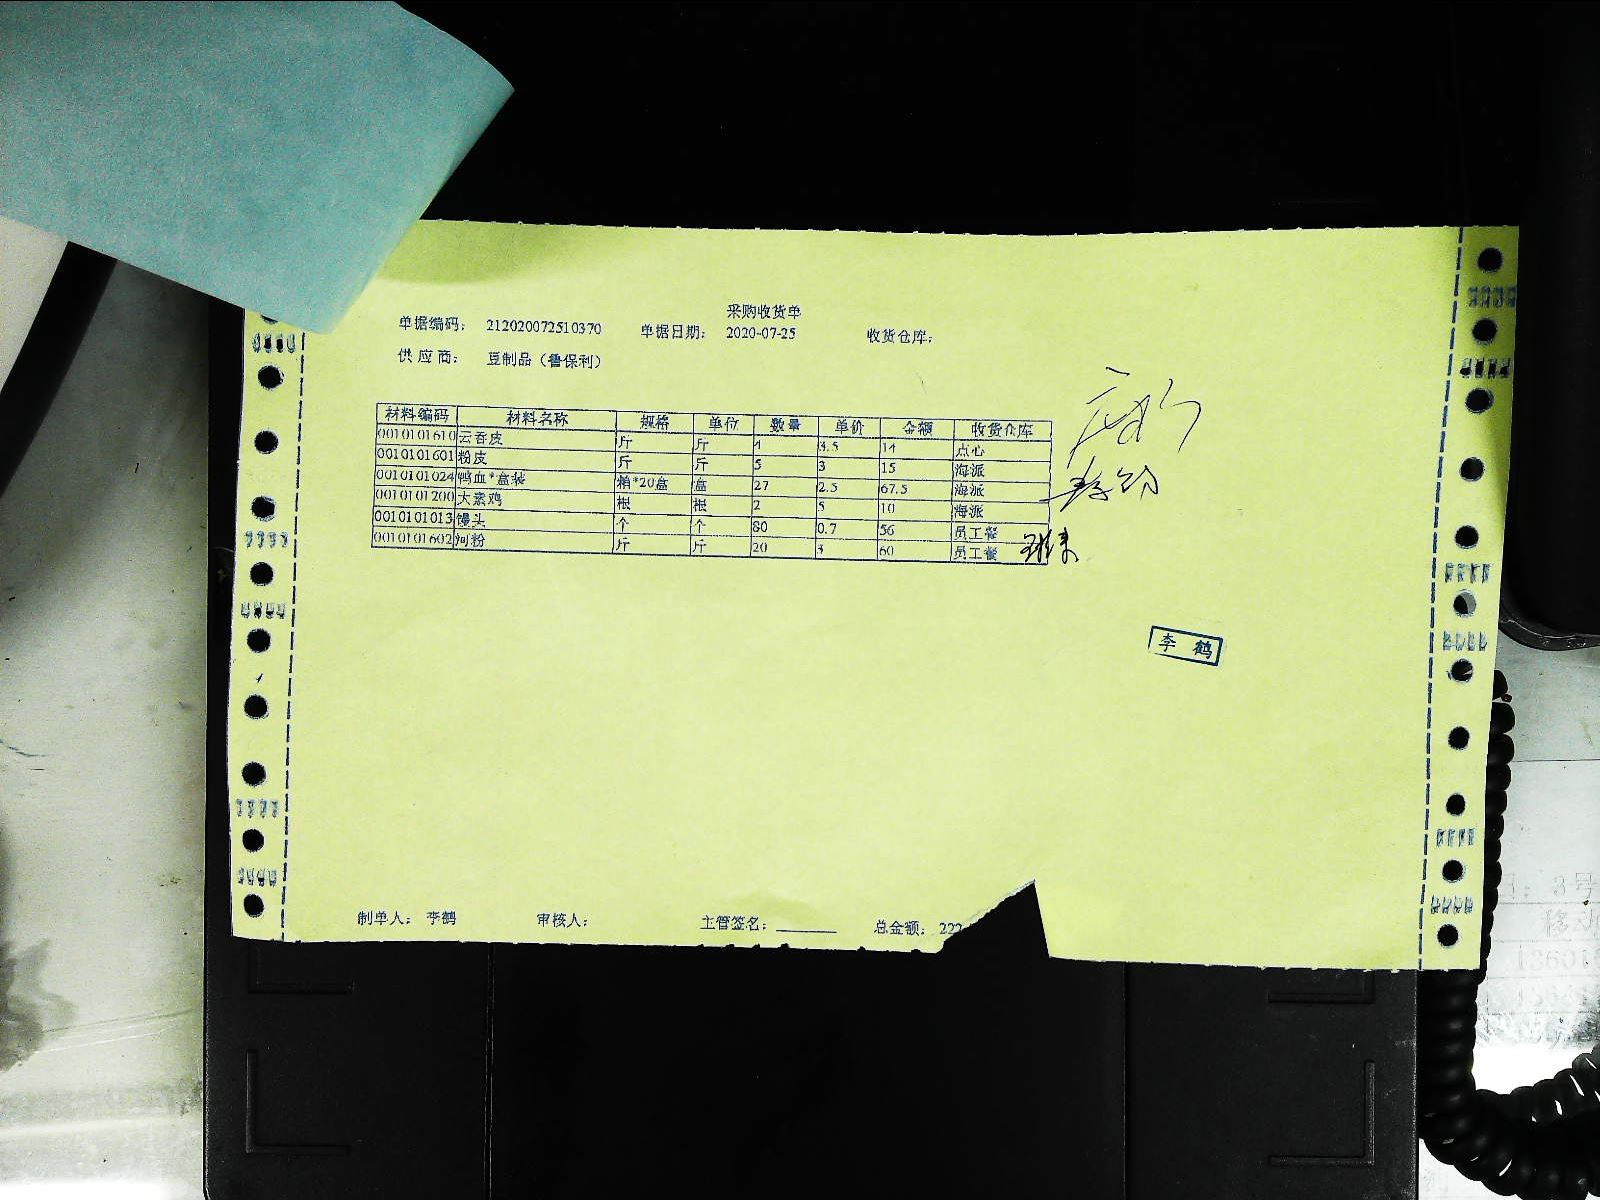 采购收货单
单据编码： 212020072510370 单据日期： 2020-07-25 收货仓库：
供 应 商： 豆制品（鲁保利）
材料编码 材料名称 规格 单位 数量 单价 金额 收货仓库
0010101610 云吞皮 斤 斤 4 3.5 14 点心
0010101601 粉皮 斤 斤 5 3 15 海派
0010101024 鸭血*盒装 箱*20盒 盒 27 2.5 67.5 海派
0010101200 大素鸡 根 根 2 5 10 海派
0010101013 馒头 个 个 80 0.7 56 员工餐
0010101602 河粉 斤 斤 20 3 60 员工餐
李 鹤
制单人： 李鹤 审核人： 主管签名： 总金额： 222
日：3号
移动